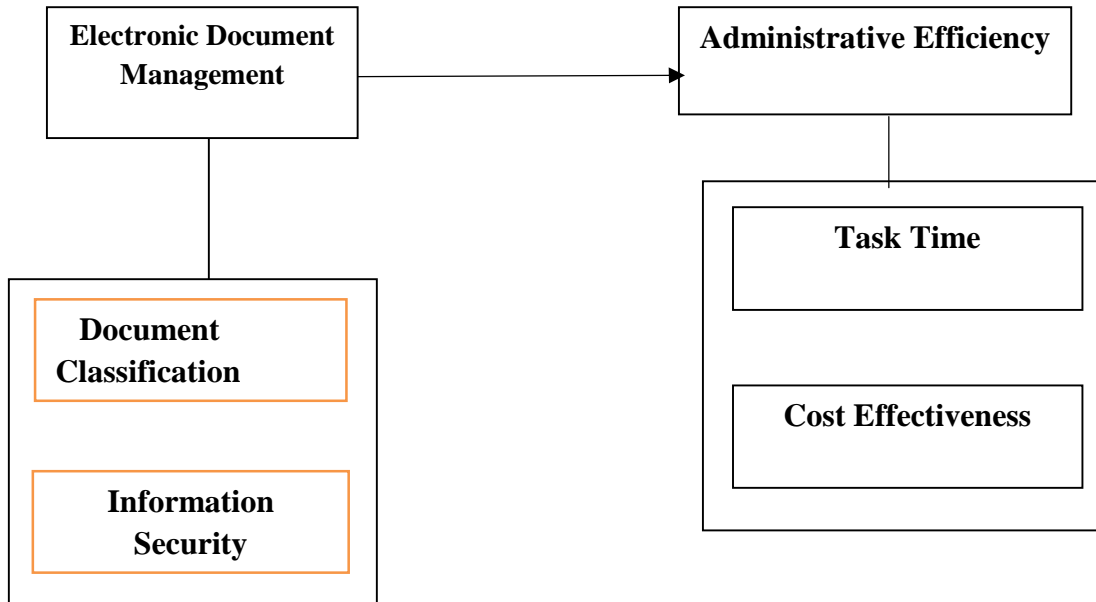 Electronic Document
Management
Administrative Efficiency
Document
Classification
Information
Security
Task Time
Cost Effectiveness